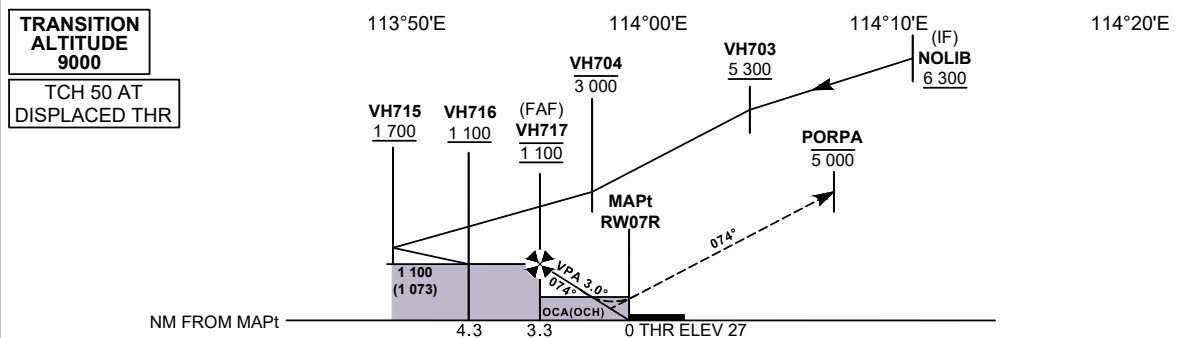 TRANSITION
ALTITUDE
9000
TCH 50 AT
DISPLACED THR
113°50'E
114°00'E
114°10'E
114°20'E
(IF)
NOLIB
6 300
VH703
5 300
VH704
3 000
(FAF)
VH717
1 100
VH716
1 100
VH715
1 700
PORPA
5 000
MAPt
RW07R
074°
VPA 3.0°
074°
1 100
(1 073)
OCA(OCH)
NM FROM MAPt
4.3
3.3
0 THR ELEV 27